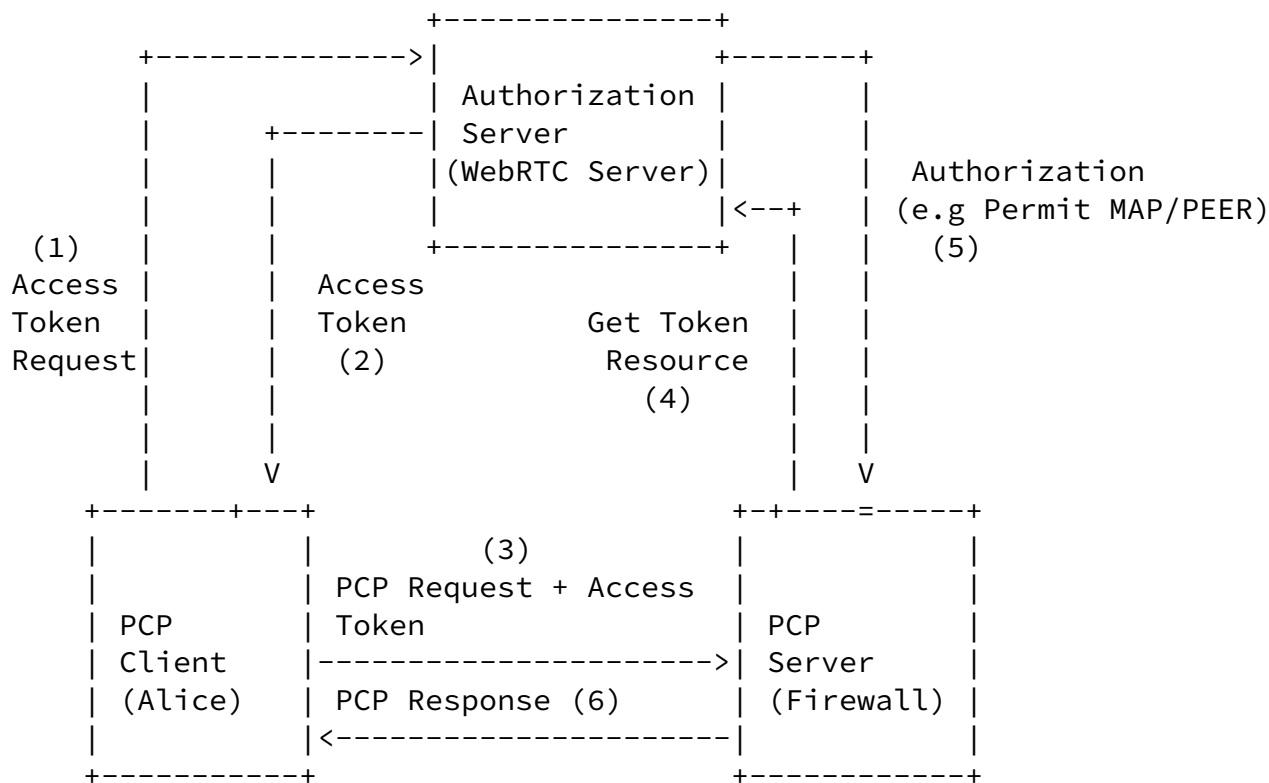 Authorization
Server
(WebRTC Server)
Authorization
(e.g Permit MAP/PEER)
(5)
(1)
Access
Token
Request
Access
Token
(2)
Get Token
Resource
(4)
(3)
PCP Request + Access
Token
PCP
Client
(Alice)
PCP Response (6)
PCP
Server
(Firewall)